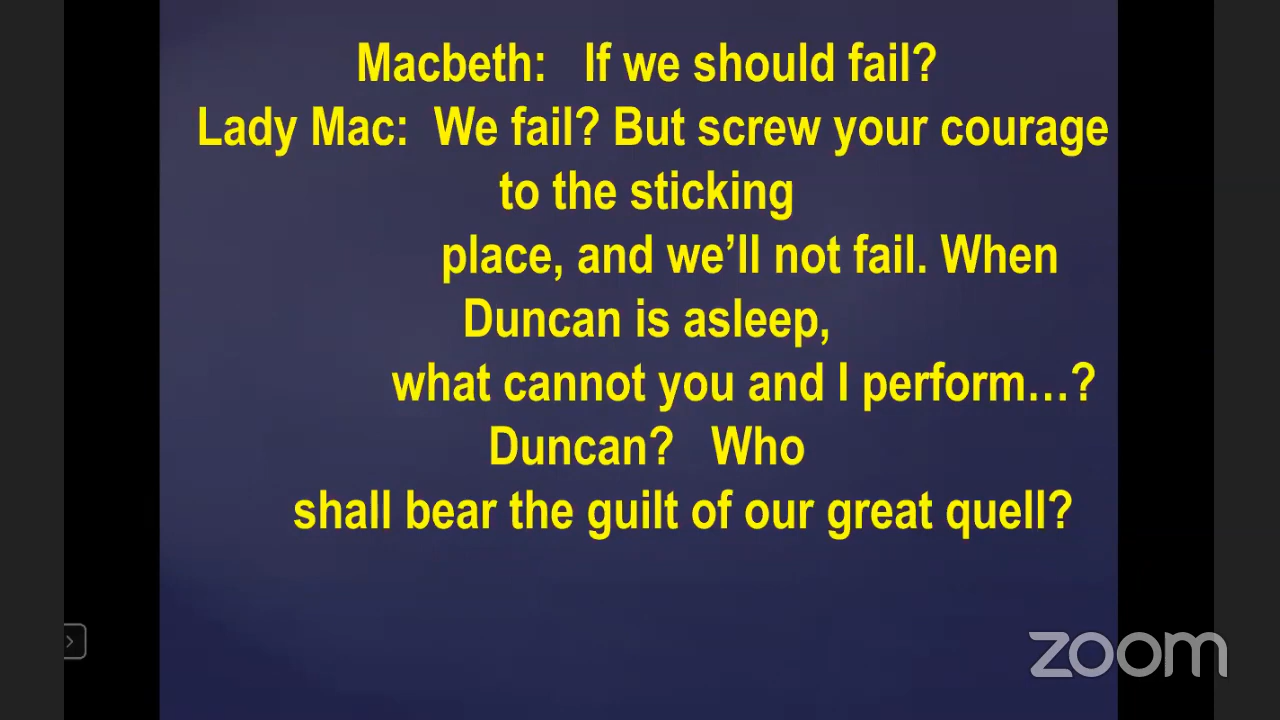 Macbeth: If we should fail?
Lady Mac: We fail? But screw your courage
to the sticking
place, and we’ll not fail. When
Duncan is asleep,
what cannot you and I perform…?
Duncan? Who
shall bear the guilt of our great quell?
zoom